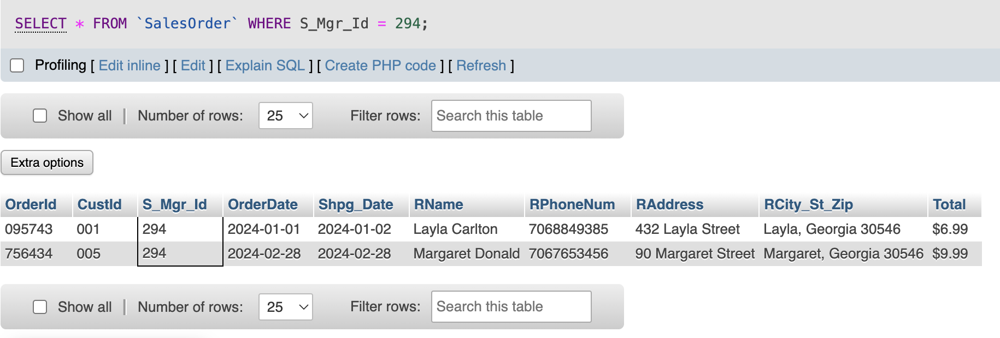 SELECT * FROM `SalesOrder` WHERE S_Mgr_Id = 294;
Profiling [ Edit inline ] [ Edit ] [ Explain SQL ] [ Create PHP code ] [ Refresh ]
Show all | Number of rows: 25 Filter rows: Search this table
Extra options
OrderId CustId S_Mgr_Id OrderDate Shpg_Date RName RPhoneNum RAddress RCity_St_Zip Total
095743 001 294 2024-01-01 2024-01-02 Layla Carlton 7068849385 432 Layla Street Layla, Georgia 30546 $6.99
756434 005 294 2024-02-28 2024-02-28 Margaret Donald 7067653456 90 Margaret Street Margaret, Georgia 30546 $9.99
Show all | Number of rows: 25 Filter rows: Search this table